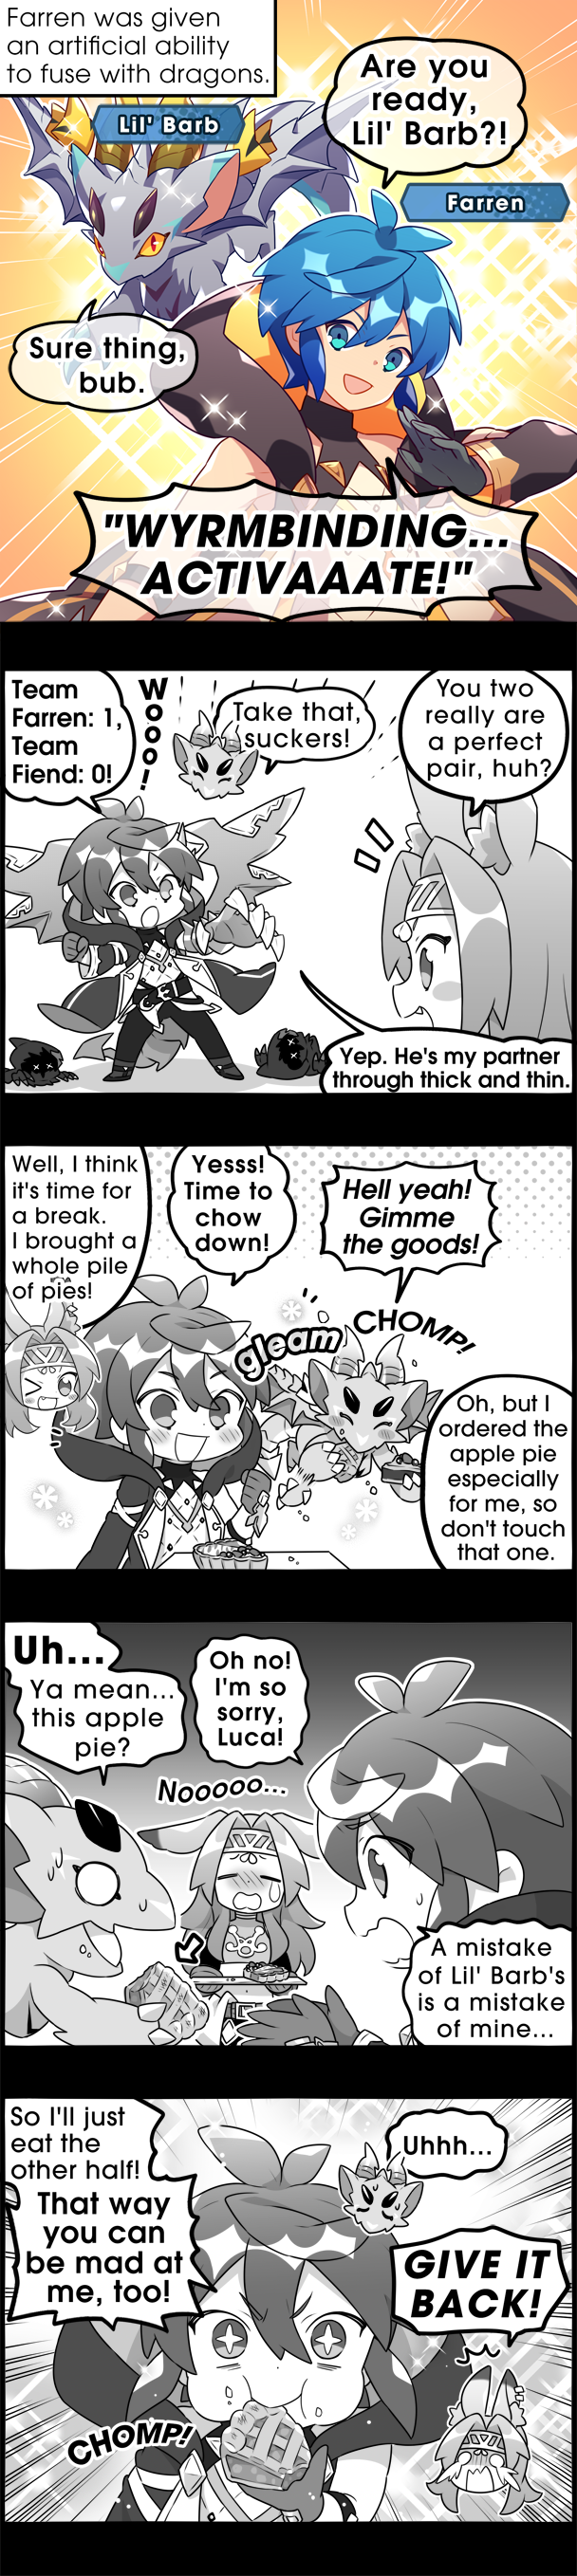 Farren was given
an artificial ability
to fuse with dragons.
Are you
ready,
Lil' Barb?!
Lil' Barb
Farren
Sure thing,
bub.
"WYRMBINDING...
ACTIVAAATE!"
Team
Farren: 1,
Team
Fiend: 0!
Wooo!
Take that,
suckers!
You two
really are
a perfect
pair, huh?
Yep. He's my partner
through thick and thin.
Well, I think
it's time for
a break.
I brought a
whole pile
of pies!
Yesss!
Time to
chow
down!
Hell yeah!
Gimme
the goods!
gleam
CHOMP!
Oh, but I
ordered the
apple pie
especially
for me, so
don't touch
that one.
Uh...
Ya mean...
this apple
pie?
Oh no!
I'm so
sorry,
Luca!
Nooooo...
A mistake
of Lil' Barb's
is a mistake
of mine...
So I'll just
eat the
other half!
That way
you can
be mad at
me, too!
Uhhh...
GIVE IT
BACK!
CHOMP!